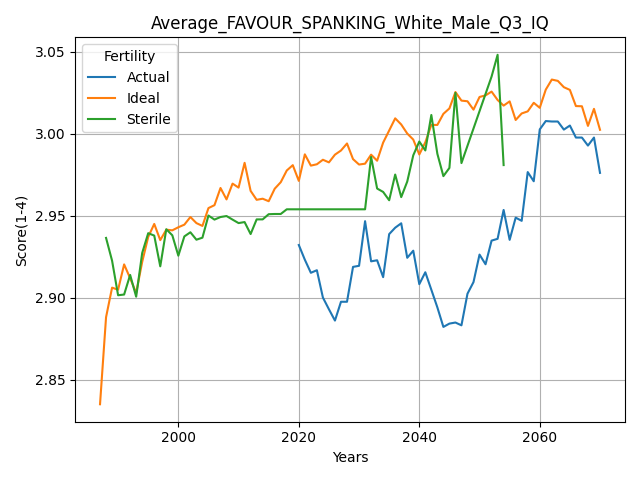 Average_FAVOUR_SPANKING_White_Male_Q3_IQ
Score(1-4)
3.05
3.00
2.95
2.90
2.85
Fertility
Actual
Ideal
Sterile
2000
2020
2040
2060
Years